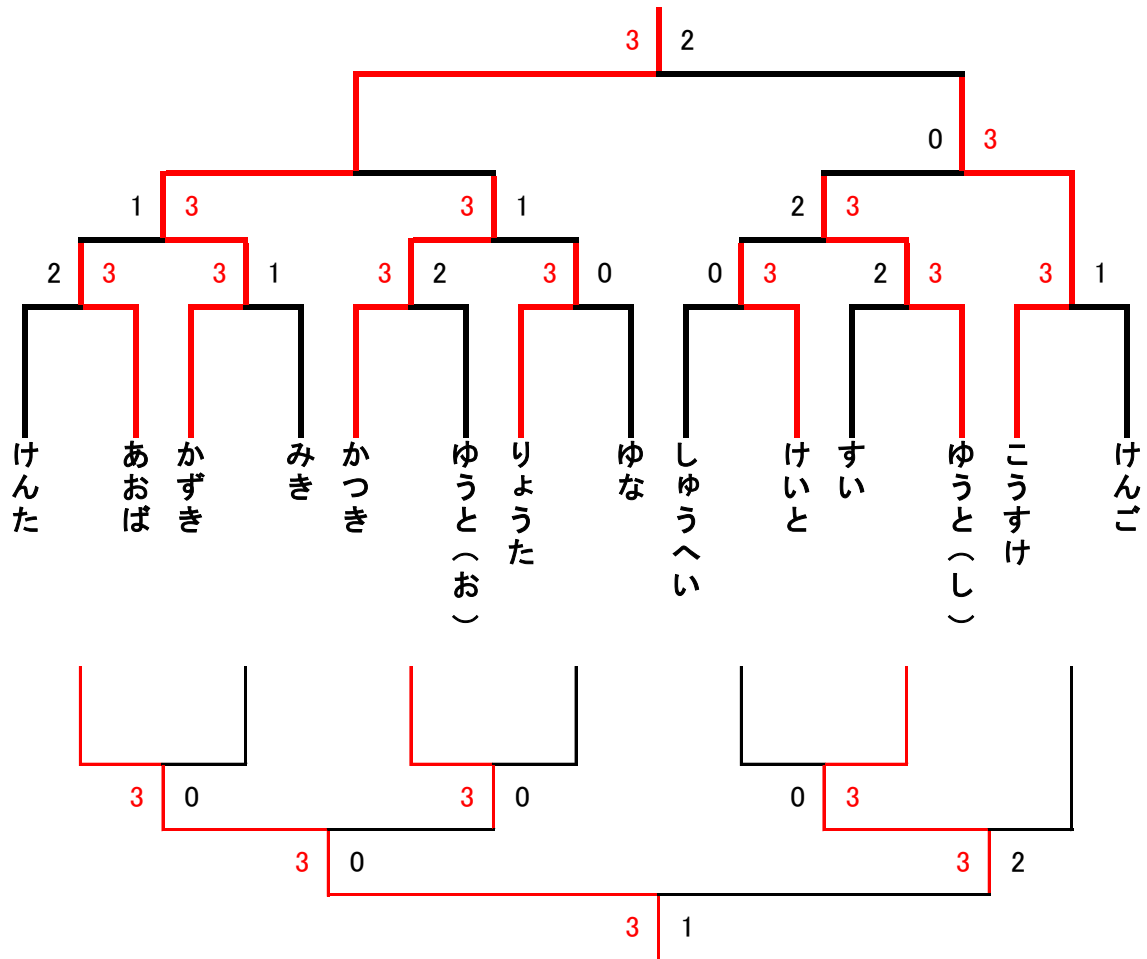 3 2
0 3
1 3 3 1 2 3
2 3 3 1 3 2 3 0 0 3 2 3 3 1
けんた
あおば
かずき
みき
かつき
ゆうと(お)
りょうた
ゆな
しゅうへい
けいと
すい
ゆうと(し)
こうすけ
けんご
3 0 3 0 0 3
3 0 3 2
3 1